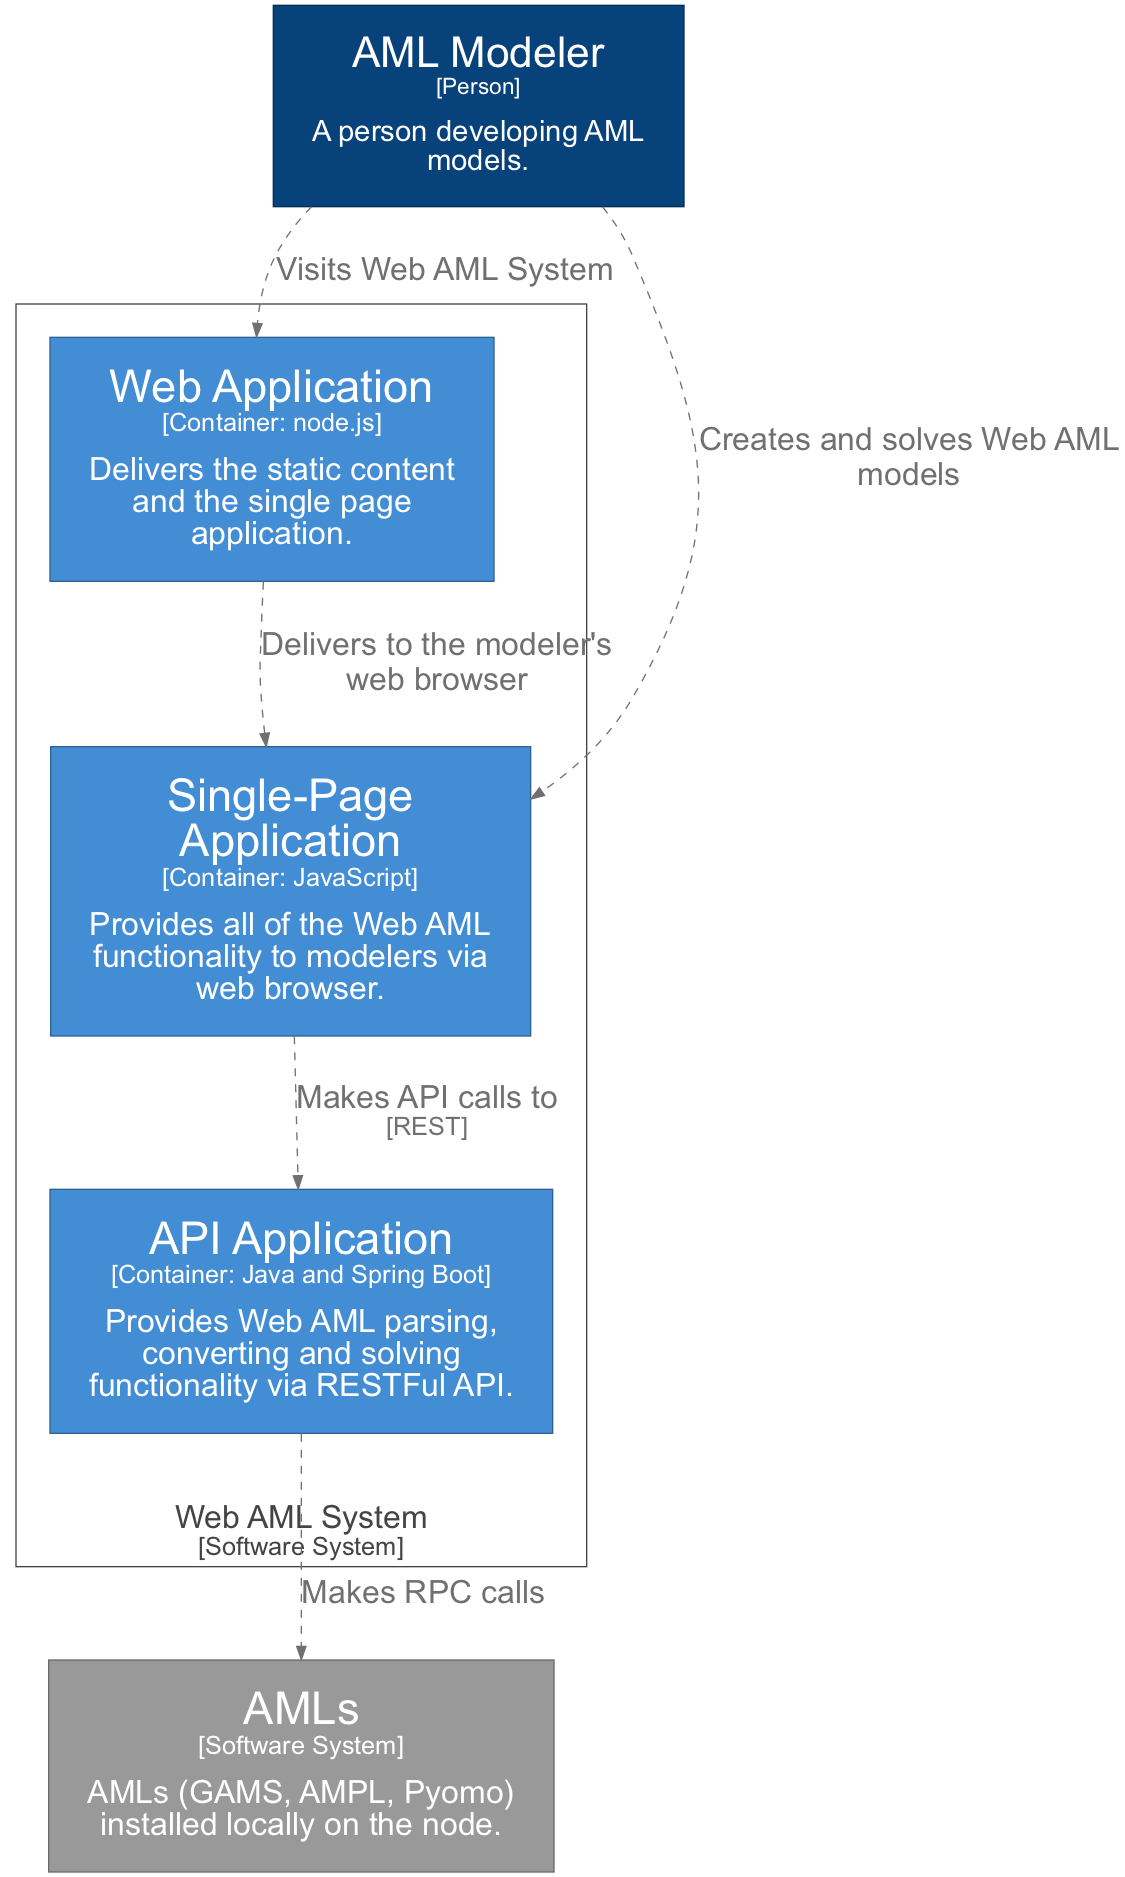 AML Modeler
[Person]
A person developing AML
models.
Visits Web AML System
Web Application
[Container: node.js]
Delivers the static content
and the single page
application.
Creates and solves Web AML
models
Delivers to the modeler's
web browser
Single-Page
Application
[Container: JavaScript]
Provides all of the Web AML
functionality to modelers via
web browser.
Makes API calls to
[REST]
API Application
[Container: Java and Spring Boot]
Provides Web AML parsing,
converting and solving
functionality via RESTFul API.
Web AML System
[Software System]
Makes RPC calls
AMLs
[Software System]
AMLs (GAMS, AMPL, Pyomo)
installed locally on the node.